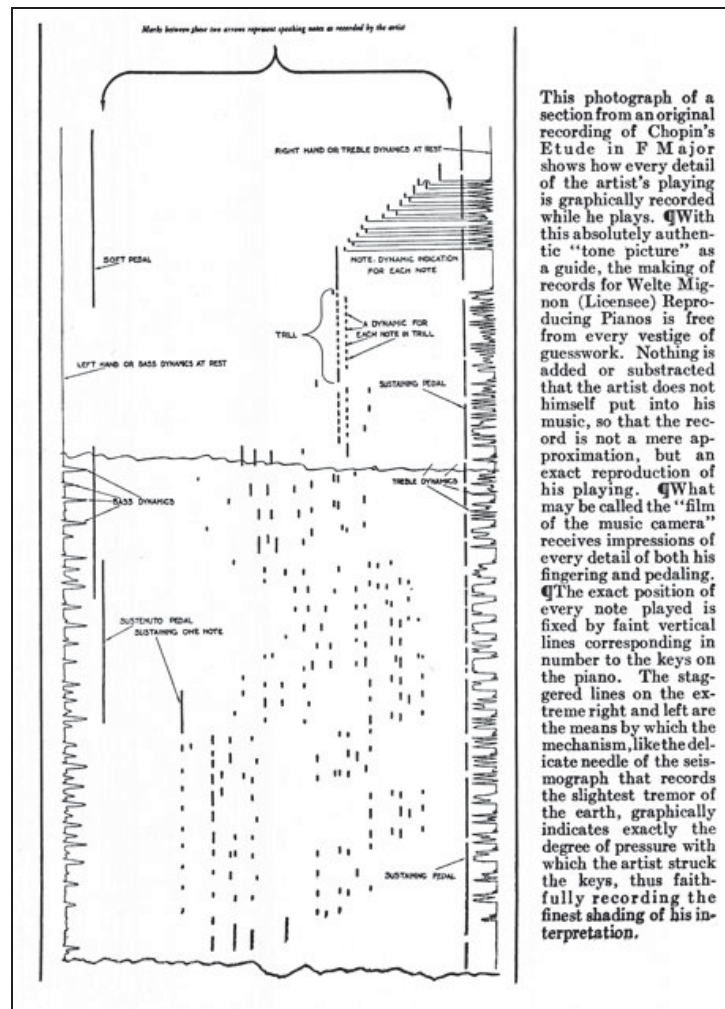 Marks between these two arrows represent speaking notes as recorded by the artist
RIGHT HAND OR TREBLE DYNAMICS AT REST
SOFT PEDAL
NOTE: DYNAMIC INDICATION
FOR EACH NOTE
TRILL
A DYNAMIC FOR
EACH NOTE IN TRILL
LEFT HAND OR BASS DYNAMICS AT REST
SUSTAINING PEDAL
TREBLE DYNAMICS
BASS DYNAMICS
SUSTENUTO PEDAL
SUSTAINING ONE NOTE
SUSTAINING PEDAL
This photograph of a
section from an original
recording of Chopin's
Etude in F Major
shows how every detail
of the artist's playing
is graphically recorded
while he plays. ¶With
this absolutely authen-
tic "tone picture" as
a guide, the making of
records for Welte Mig-
non (Licensee) Repro-
ducing Pianos is free
from every vestige of
guesswork. Nothing is
added or substracted
that the artist does not
himself put into his
music, so that the rec-
ord is not a mere ap-
proximation, but an
exact reproduction of
his playing. ¶What
may be called the "film
of the music camera"
receives impressions of
every detail of both his
fingering and pedaling.
¶The exact position of
every note played is
fixed by faint vertical
lines corresponding in
number to the keys on
the piano. The stag-
gered lines on the ex-
treme right and left are
the means by which the
mechanism, like the del-
icate needle of the seis-
mograph that records
the slightest tremor of
the earth, graphically
indicates exactly the
degree of pressure with
which the artist struck
the keys, thus faith-
fully recording the
finest shading of his in-
terpretation.